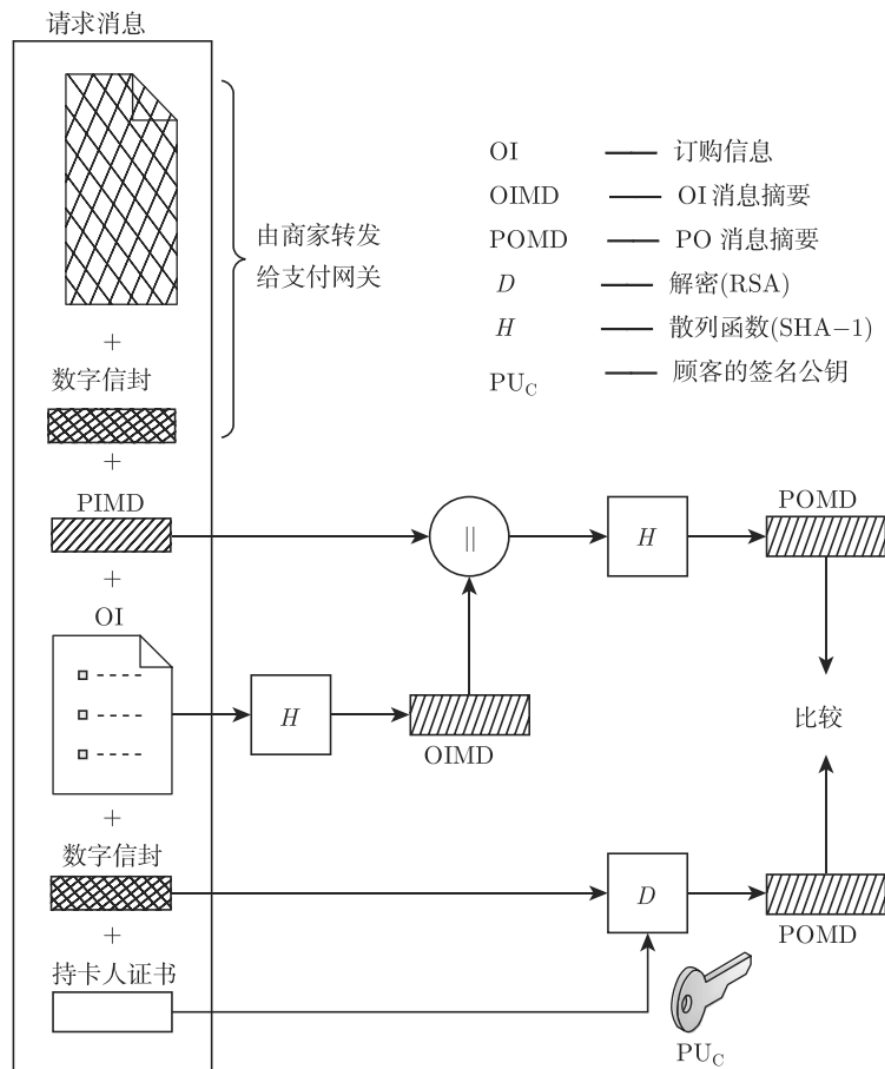 请求消息
由商家转发
给支付网关
OI —— 订购信息
OIMD —— OI 消息摘要
POMD —— PO 消息摘要
D —— 解密(RSA)
H —— 散列函数(SHA−1)
PU_C —— 顾客的签名公钥
+
数字信封
+
PIMD
||
H
POMD
+
OI
H
OIMD
比较
+
数字信封
D
POMD
+
持卡人证书
PU_C